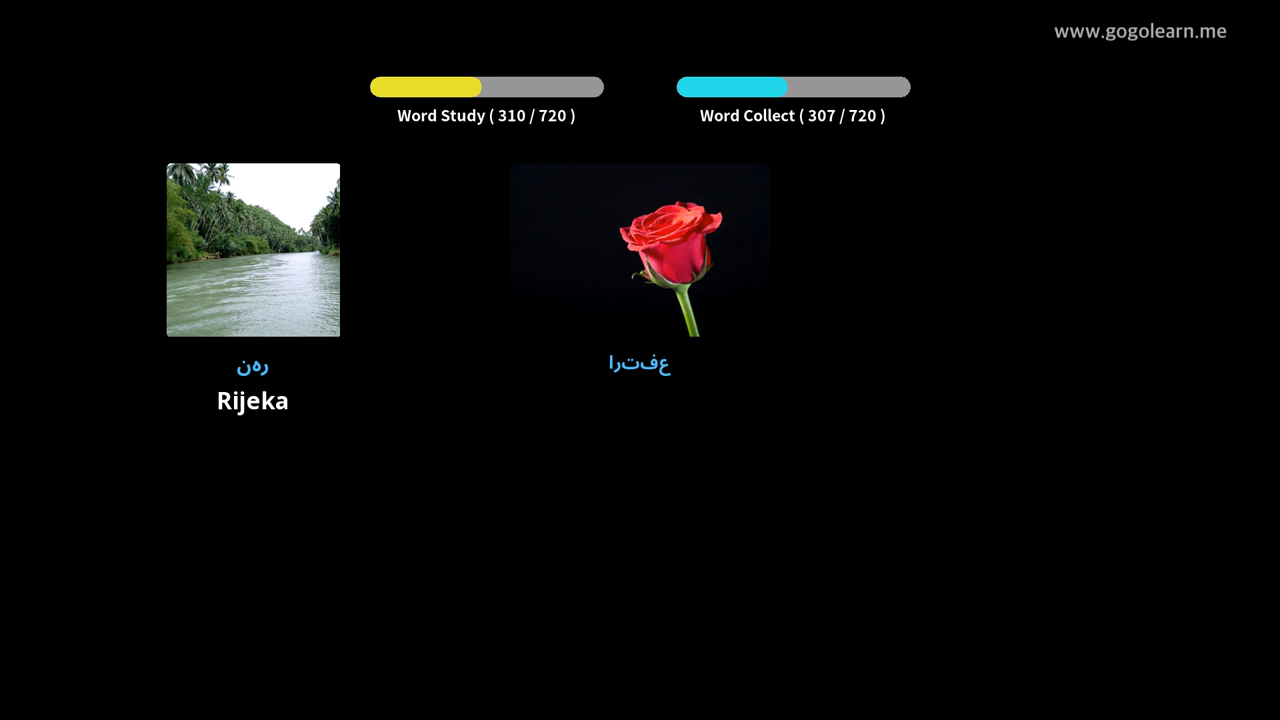 www.gogolearn.me
Word Study ( 310 / 720 )
Word Collect ( 307 / 720 )
رهن
Rijeka
عفترا